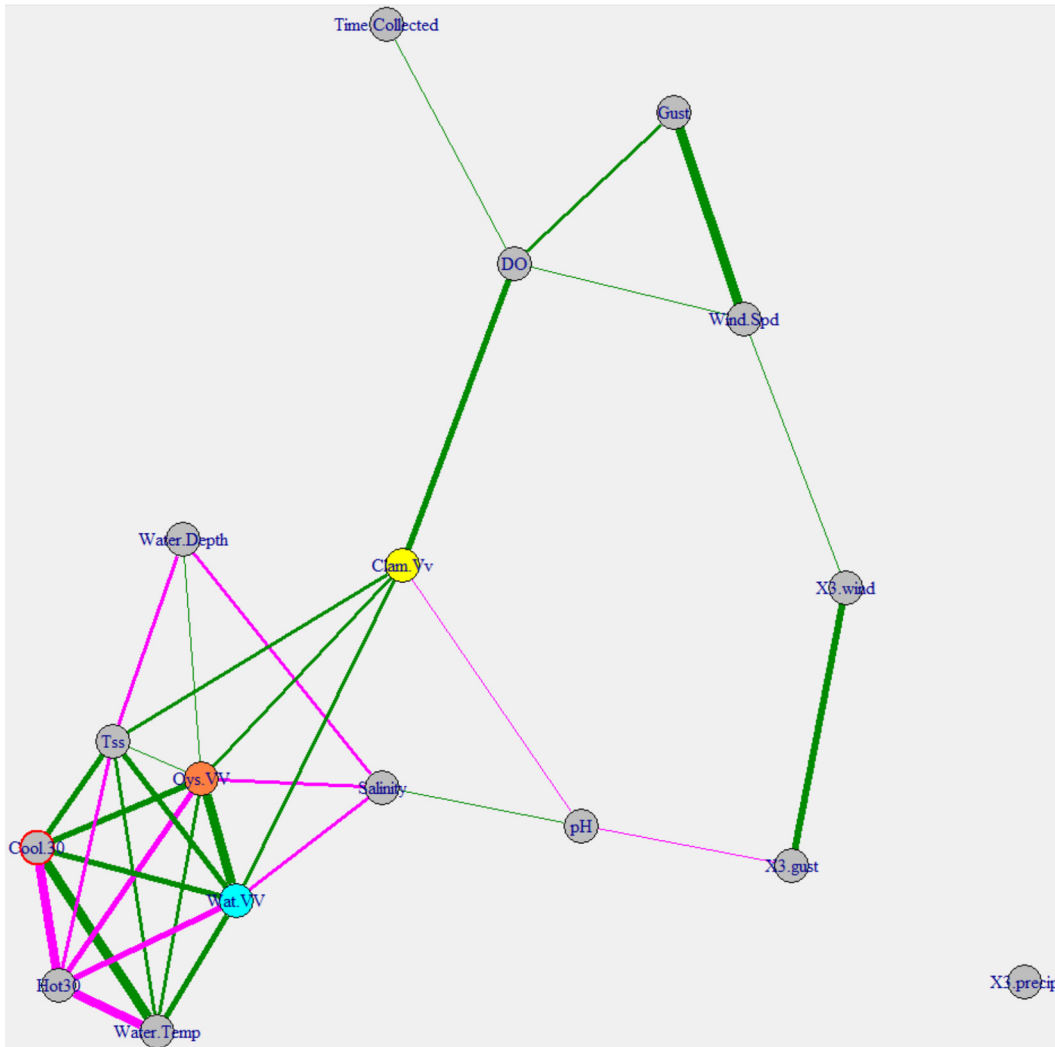 Time.Collected
Gust
DO
Wind.Spd
Water.Depth
Clam.Vv
X3.wind
Tss
Oys.VV
Salinity
pH
Cool.30
X3.gust
Wat.VV
Hot30
X3.precip
Water.Temp